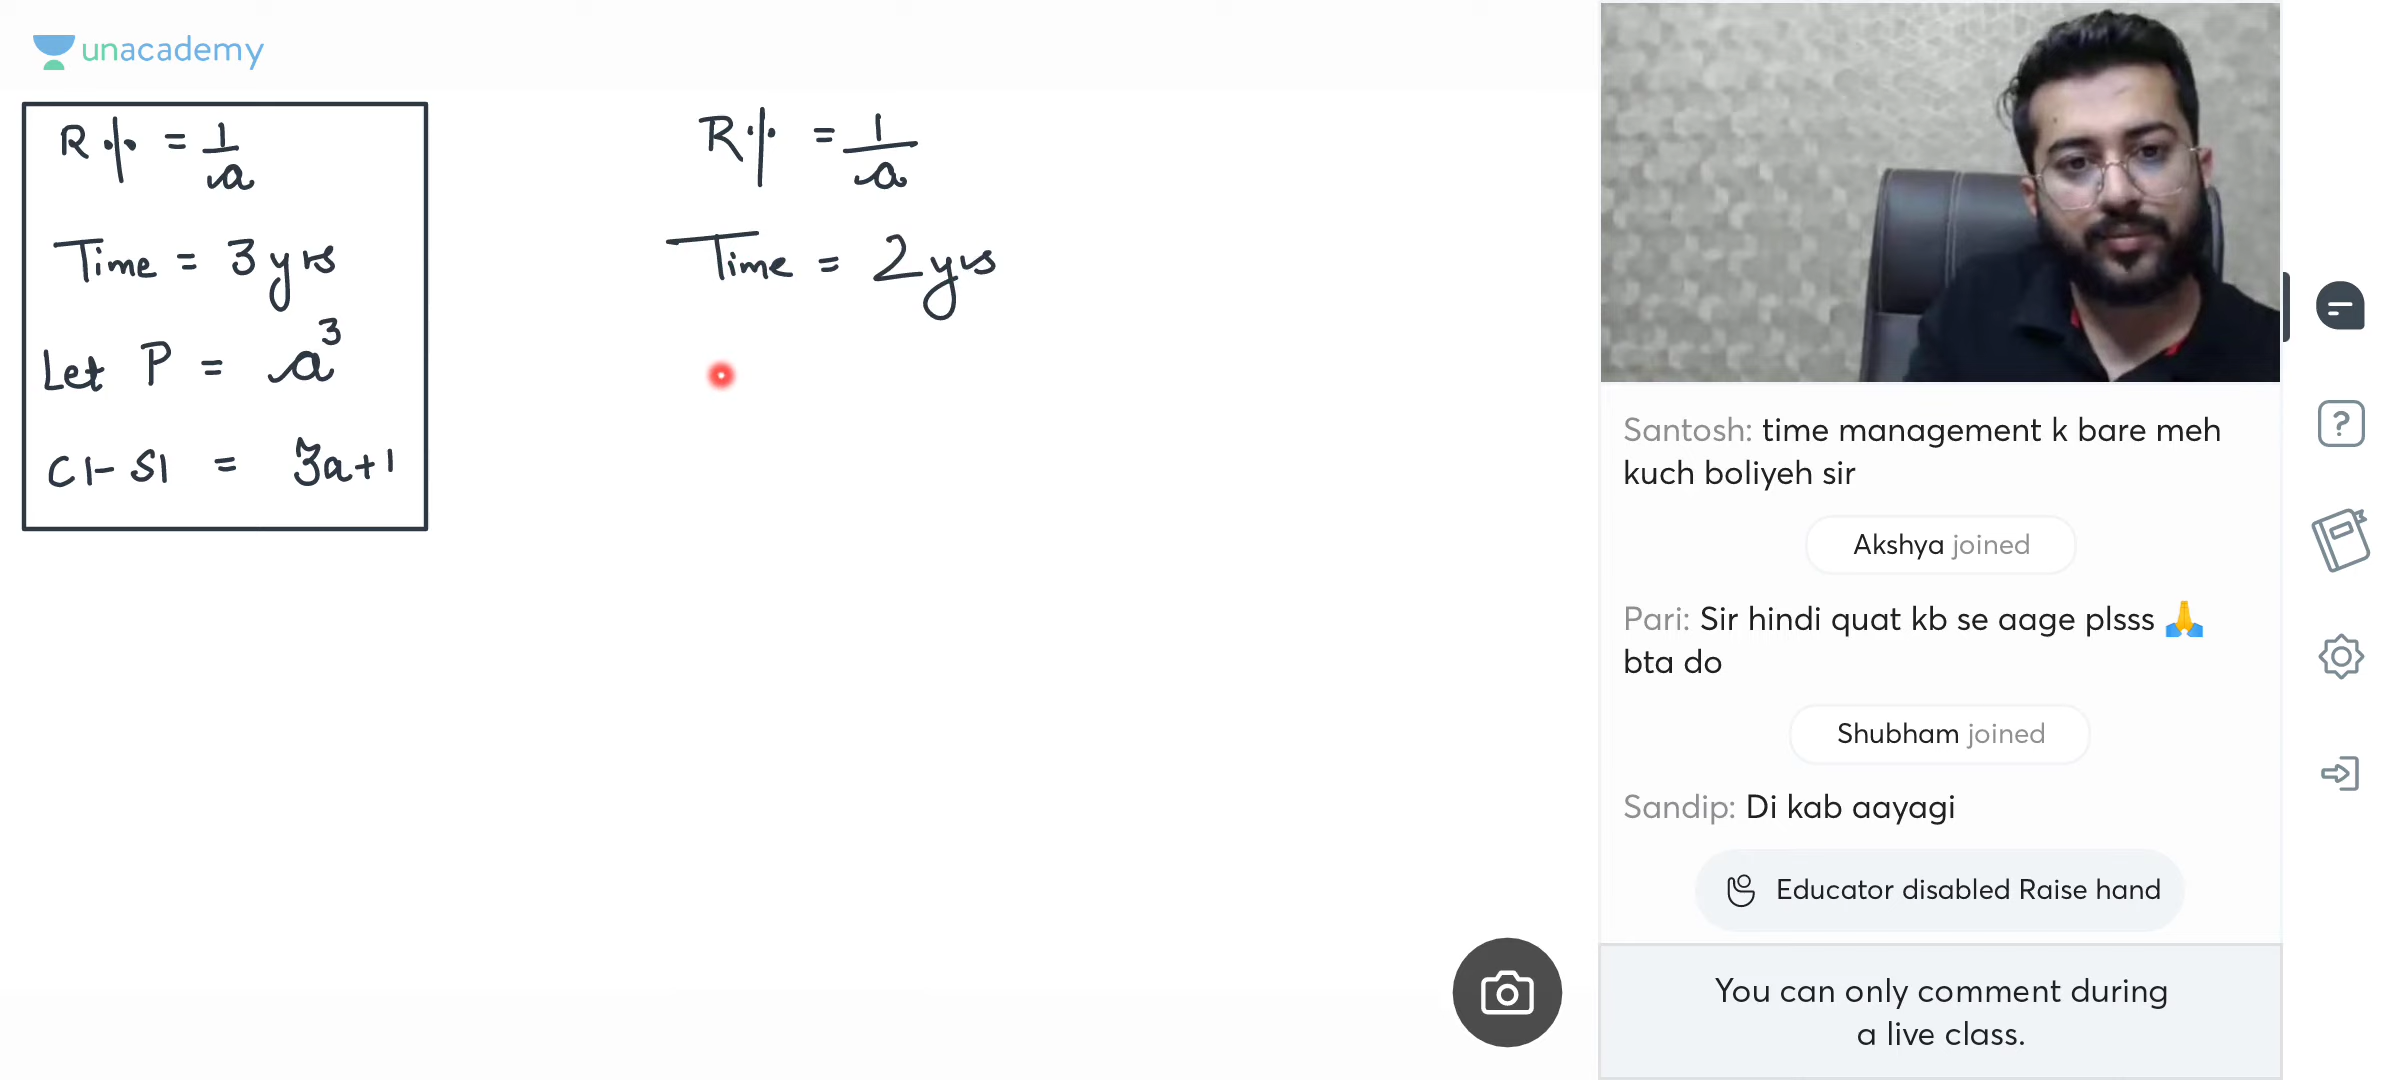 unacademy
R% = 1/a
Time = 3 yrs
Let P = a³
CI - SI = 3a+1
R% = 1/a
Time = 2 yrs
Santosh: time management k bare meh
kuch boliyeh sir
Akshya joined
Pari: Sir hindi quat kb se aage plsss 🙏
bta do
Shubham joined
Sandip: Di kab aayagi
Educator disabled Raise hand
You can only comment during
a live class.